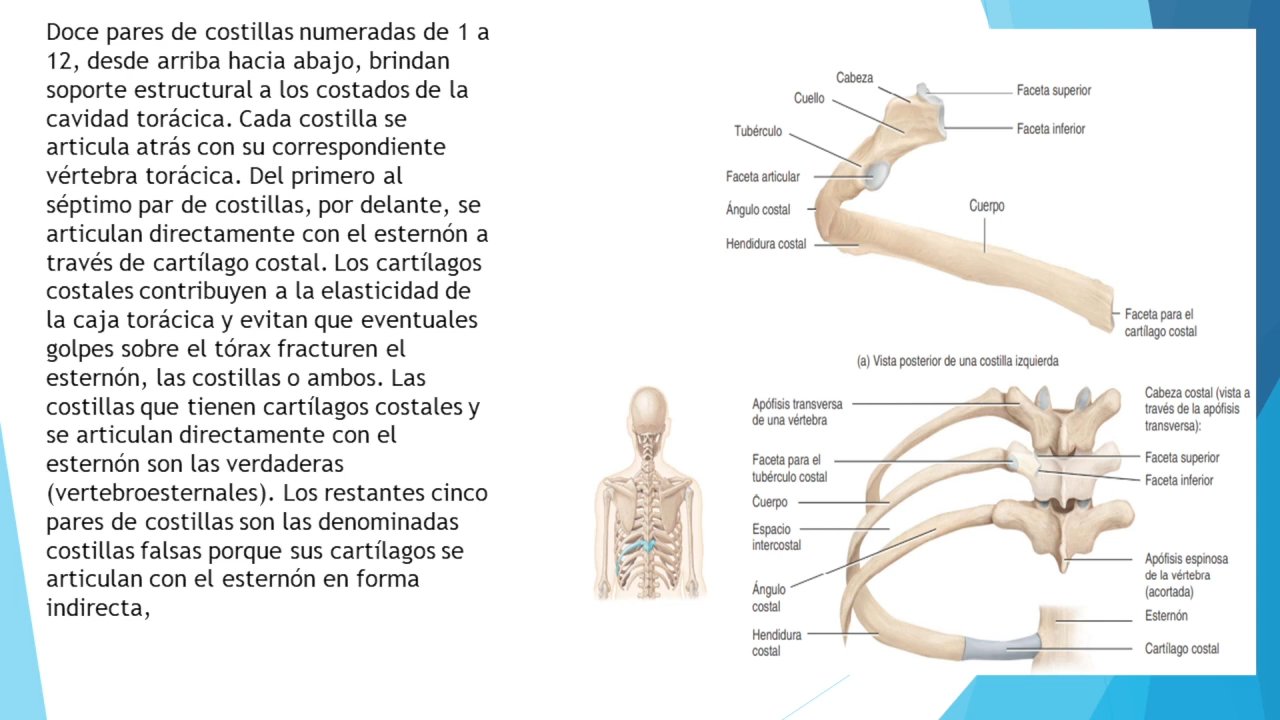 Doce pares de costillas numeradas de 1 a
12, desde arriba hacia abajo, brindan
soporte estructural a los costados de la
cavidad torácica. Cada costilla se
articula atrás con su correspondiente
vértebra torácica. Del primero al
séptimo par de costillas, por delante, se
articulan directamente con el esternón a
través de cartílago costal. Los cartílagos
costales contribuyen a la elasticidad de
la caja torácica y evitan que eventuales
golpes sobre el tórax fracturen el
esternón, las costillas o ambos. Las
costillas que tienen cartílagos costales y
se articulan directamente con el
esternón son las verdaderas
(vertebroesternales). Los restantes cinco
pares de costillas son las denominadas
costillas falsas porque sus cartílagos se
articulan con el esternón en forma
indirecta,
Cabeza
Cuello
Tubérculo
Faceta articular
Ángulo costal
Hendidura costal
Faceta superior
Faceta inferior
Cuerpo
Faceta para el
cartílago costal
(a) Vista posterior de una costilla izquierda
Apófisis transversa
de una vértebra
Faceta para el
tubérculo costal
Cuerpo
Espacio
intercostal
Ángulo
costal
Hendidura
costal
Cabeza costal (vista a
través de la apófisis
transversa):
Faceta superior
Faceta inferior
Apófisis espinosa
de la vértebra
(acortada)
Esternón
Cartílago costal